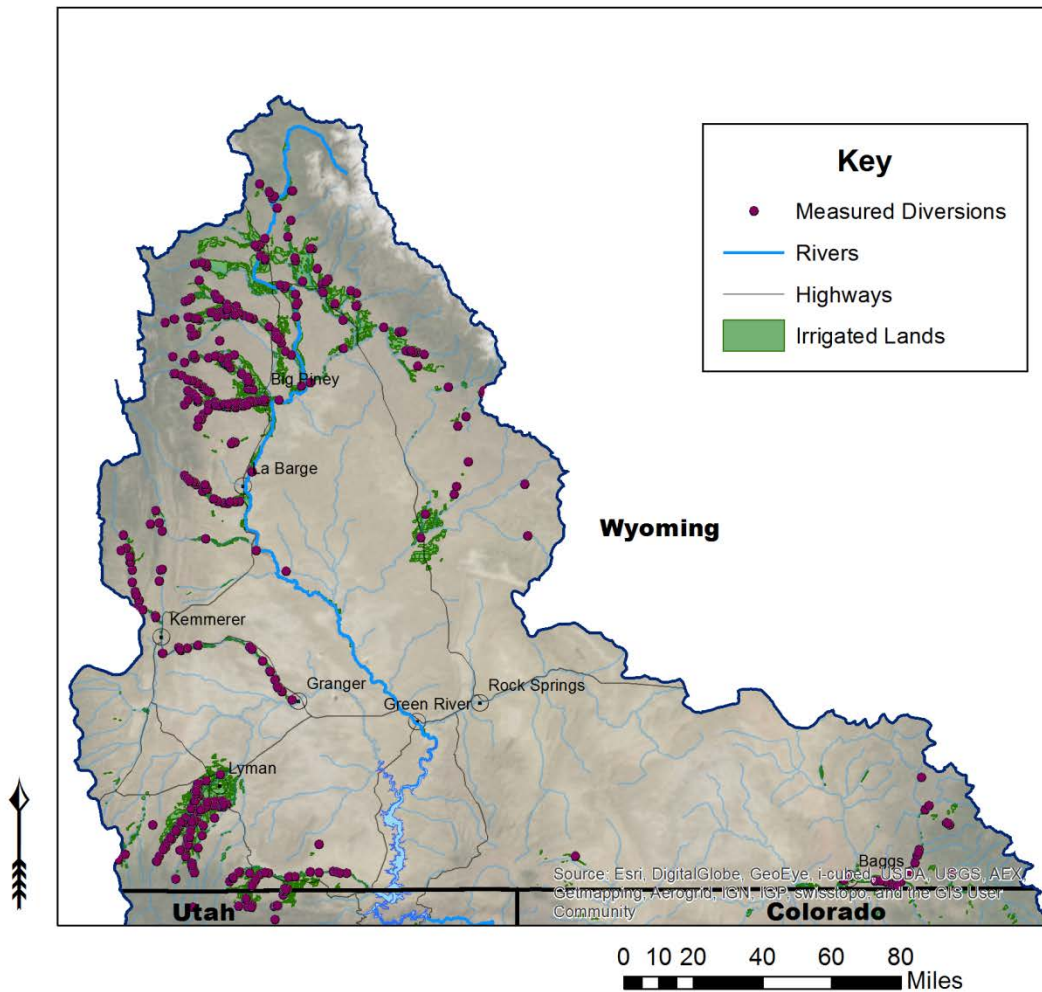 Key
Measured Diversions
Rivers
Highways
Irrigated Lands
Big Piney
La Barge
Wyoming
Kemmerer
Granger
Rock Springs
Green River
Lyman
Baggs
Source: Esri, DigitalGlobe, GeoEye, i-cubed, USDA, USGS, AEX,
Getmapping, Aerogrid, IGN, IGP, swisstopo, and the GIS User
Community
Utah
Colorado
0 10 20 40 60 80
Miles